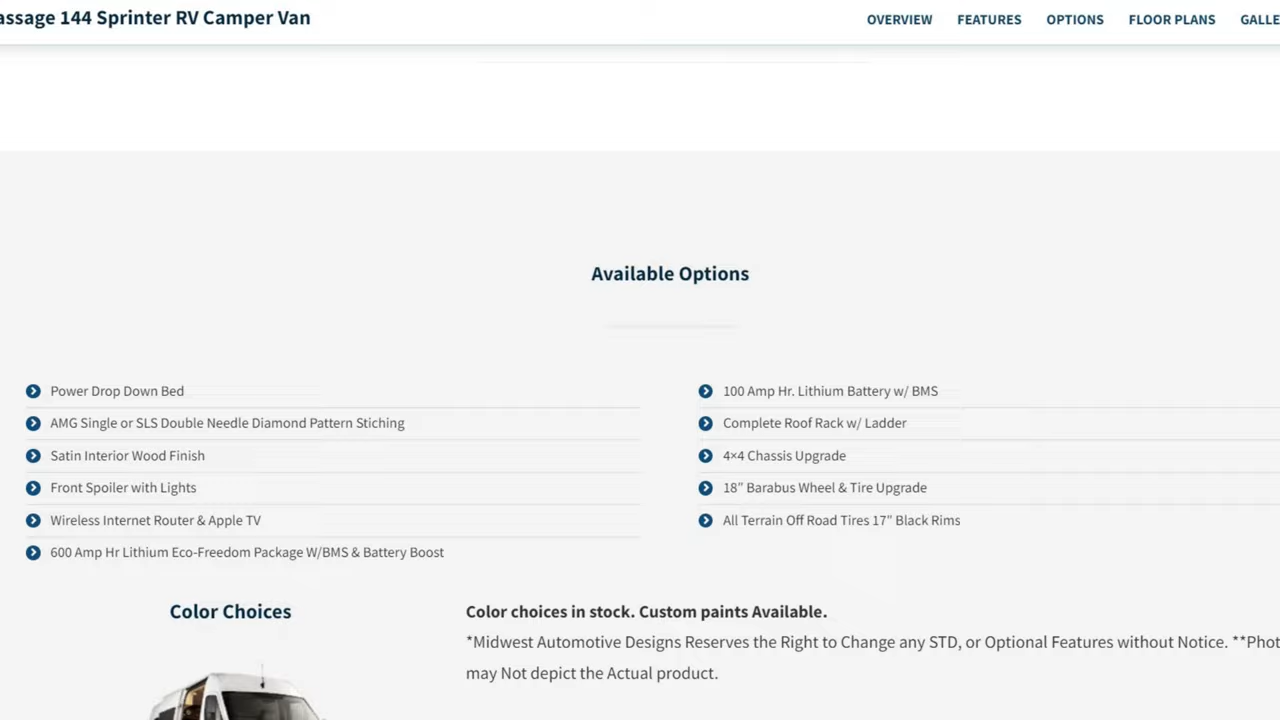 assage 144 Sprinter RV Camper Van
OVERVIEW FEATURES OPTIONS FLOOR PLANS GALLE
Available Options
Power Drop Down Bed
AMG Single or SLS Double Needle Diamond Pattern Stiching
Satin Interior Wood Finish
Front Spoiler with Lights
Wireless Internet Router & Apple TV
600 Amp Hr Lithium Eco-Freedom Package W/BMS & Battery Boost
100 Amp Hr. Lithium Battery w/ BMS
Complete Roof Rack w/ Ladder
4×4 Chassis Upgrade
18" Barabus Wheel & Tire Upgrade
All Terrain Off Road Tires 17" Black Rims
Color Choices
Color choices in stock. Custom paints Available.
*Midwest Automotive Designs Reserves the Right to Change any STD, or Optional Features without Notice. **Phot
may Not depict the Actual product.